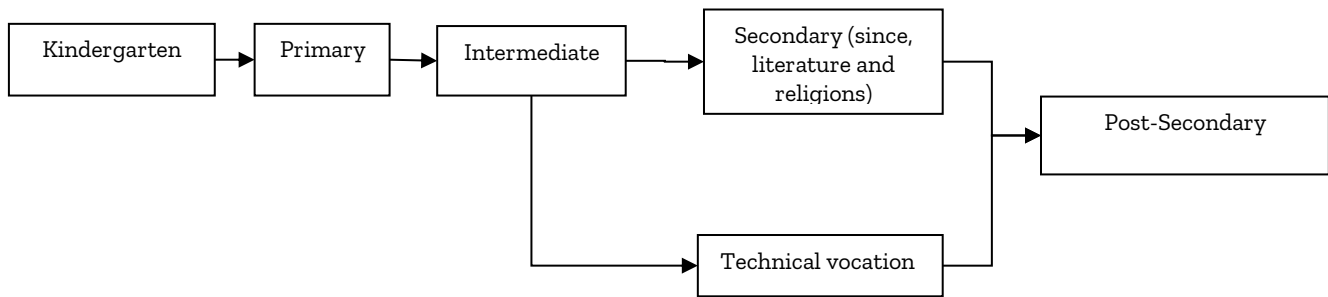 Kindergarten
Primary
Intermediate
Secondary (since,
literature and
religions)
Post-Secondary
Technical vocation